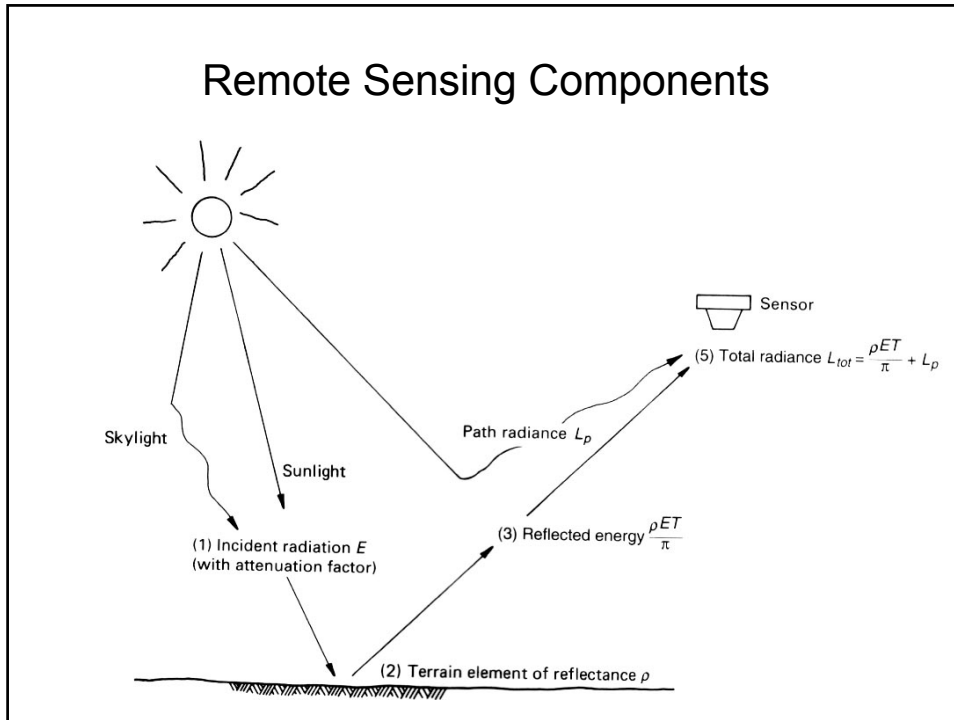 Remote Sensing Components
Sensor
(5) Total radiance L_tot = ρET/π + L_p
Path radiance L_p
Skylight
Sunlight
(3) Reflected energy ρET/π
(1) Incident radiation E
(with attenuation factor)
(2) Terrain element of reflectance ρ